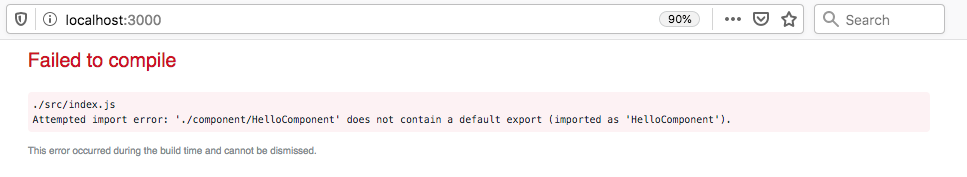 localhost:3000
90%
Search
Failed to compile
./src/index.js
Attempted import error: './component/HelloComponent' does not contain a default export (imported as 'HelloComponent').
This error occurred during the build time and cannot be dismissed.